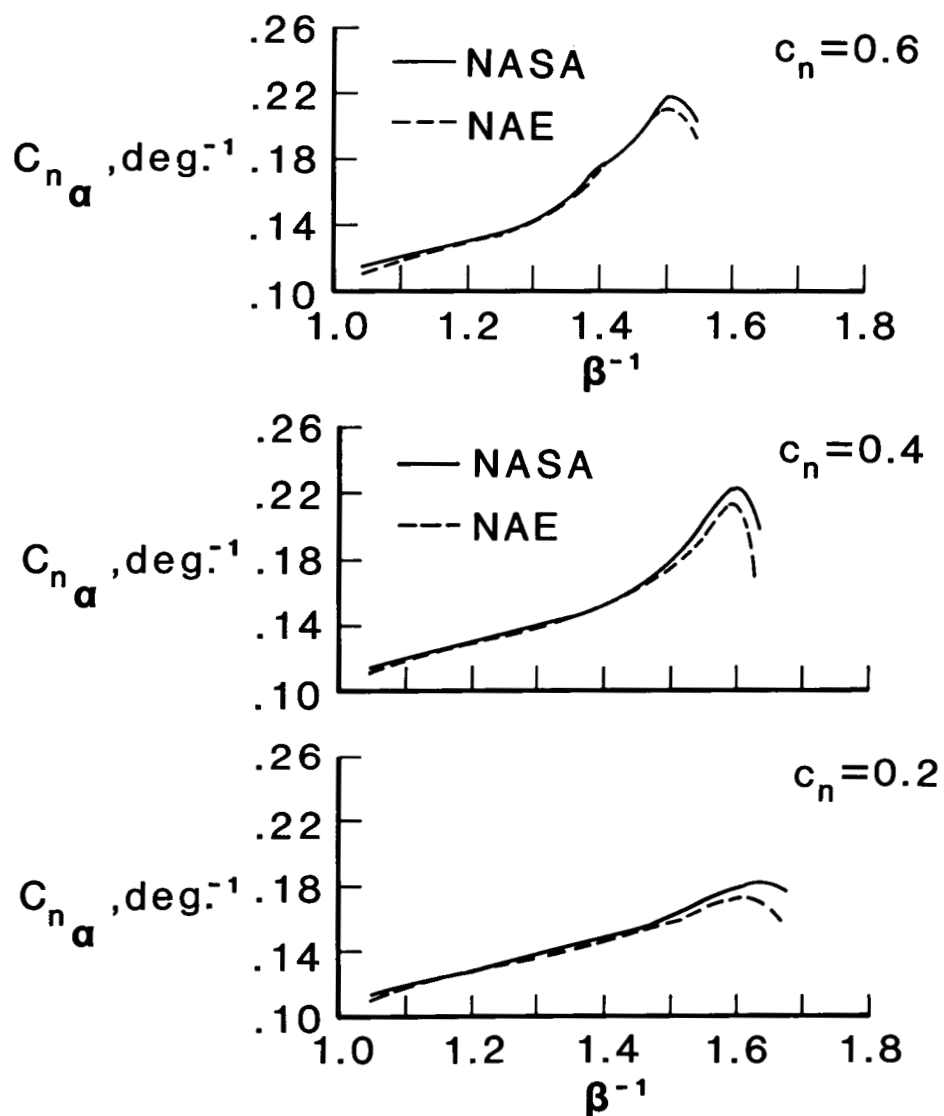 .26
NASA
c_n=0.6
.22
NAE
C_nα ,deg.⁻¹
.18
.14
.10
1.0 1.2 1.4 1.6 1.8
β⁻¹
.26
NASA
c_n=0.4
.22
NAE
C_nα ,deg.⁻¹
.18
.14
.10
.26
c_n=0.2
.22
C_nα ,deg.⁻¹
.18
.14
.10
1.0 1.2 1.4 1.6 1.8
β⁻¹